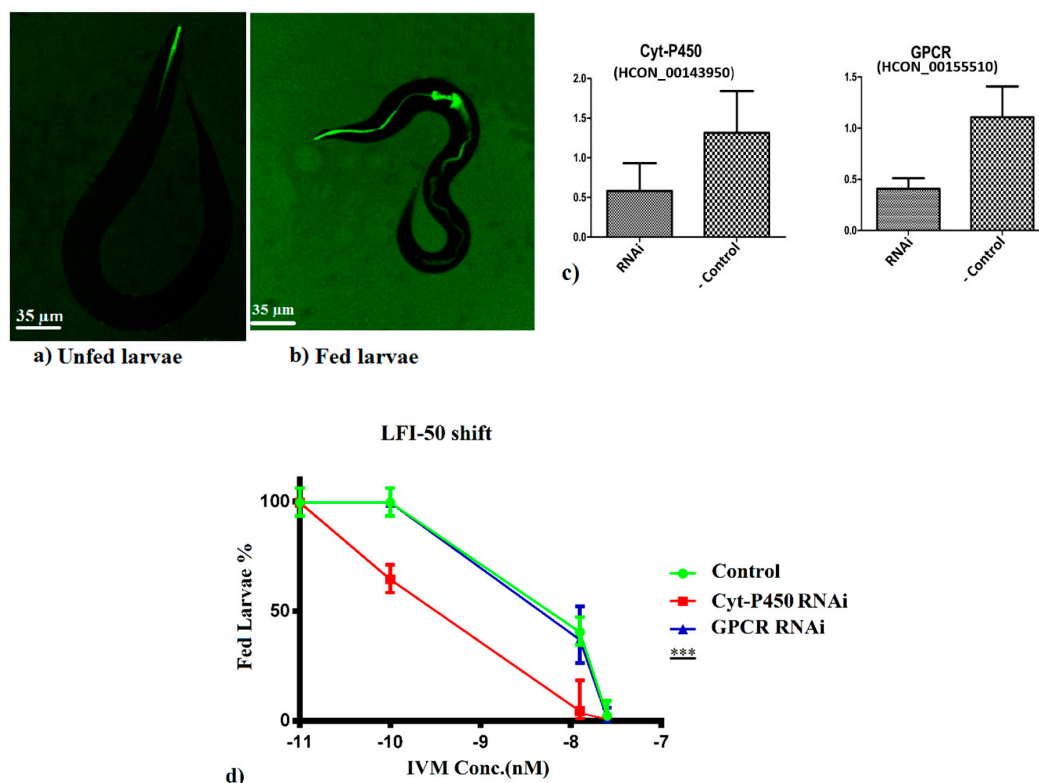 35 µm
a) Unfed larvae
35 µm
b) Fed larvae
Cyt-P450
(HCON_00143950)
2.0
1.5
1.0
0.5
0.0
RNAi
- Control
GPCR
(HCON_00155510)
1.5
1.0
0.5
0.0
RNAi
- Control
c)
LFI-50 shift
Fed Larvae %
100
50
0
-11
-10
-9
-8
-7
IVM Conc.(nM)
Control
Cyt-P450 RNAi
GPCR RNAi
***
d)